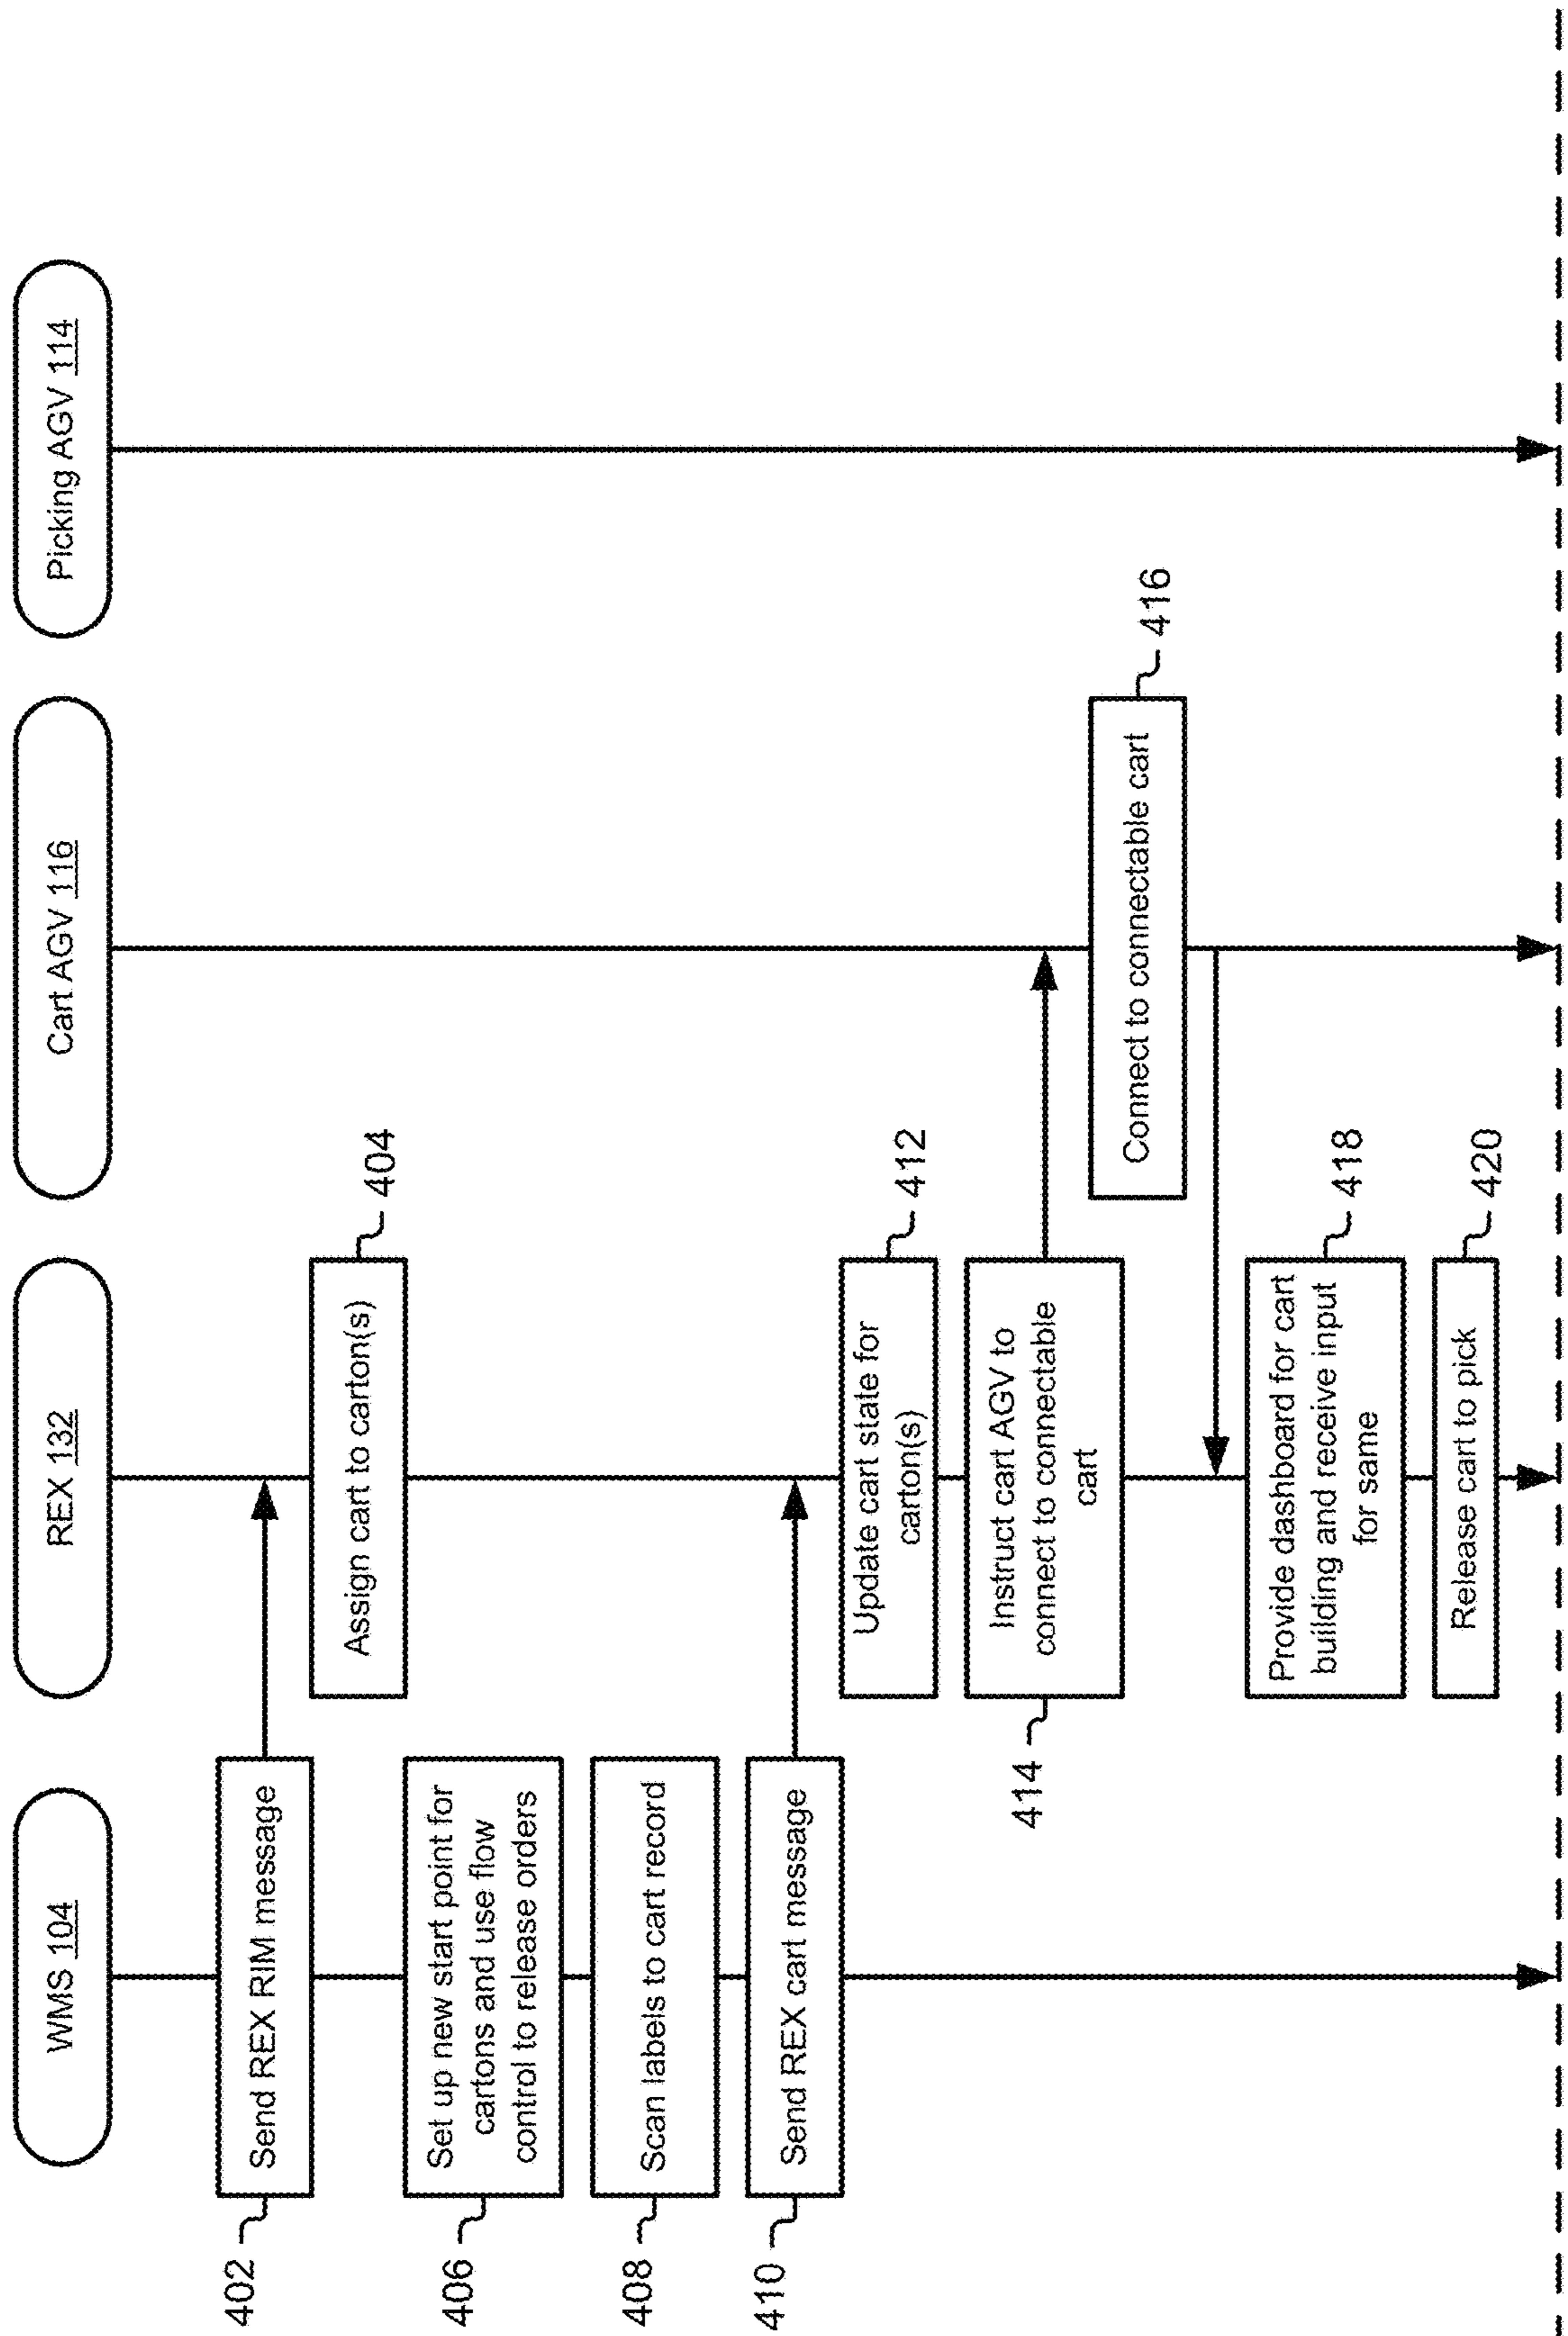 WMS 104
REX 132
Cart AGV 116
Picking AGV 114
402
Send REX RIM message
Assign cart to carton(s)
404
406
Set up new start point for
cartons and use flow
control to release orders
408
Scan labels to cart record
410
Send REX cart message
Update cart state for
carton(s)
412
414
Instruct cart AGV to
connect to connectable
cart
Connect to connectable cart
416
Provide dashboard for cart
building and receive input
for same
418
Release cart to pick
420